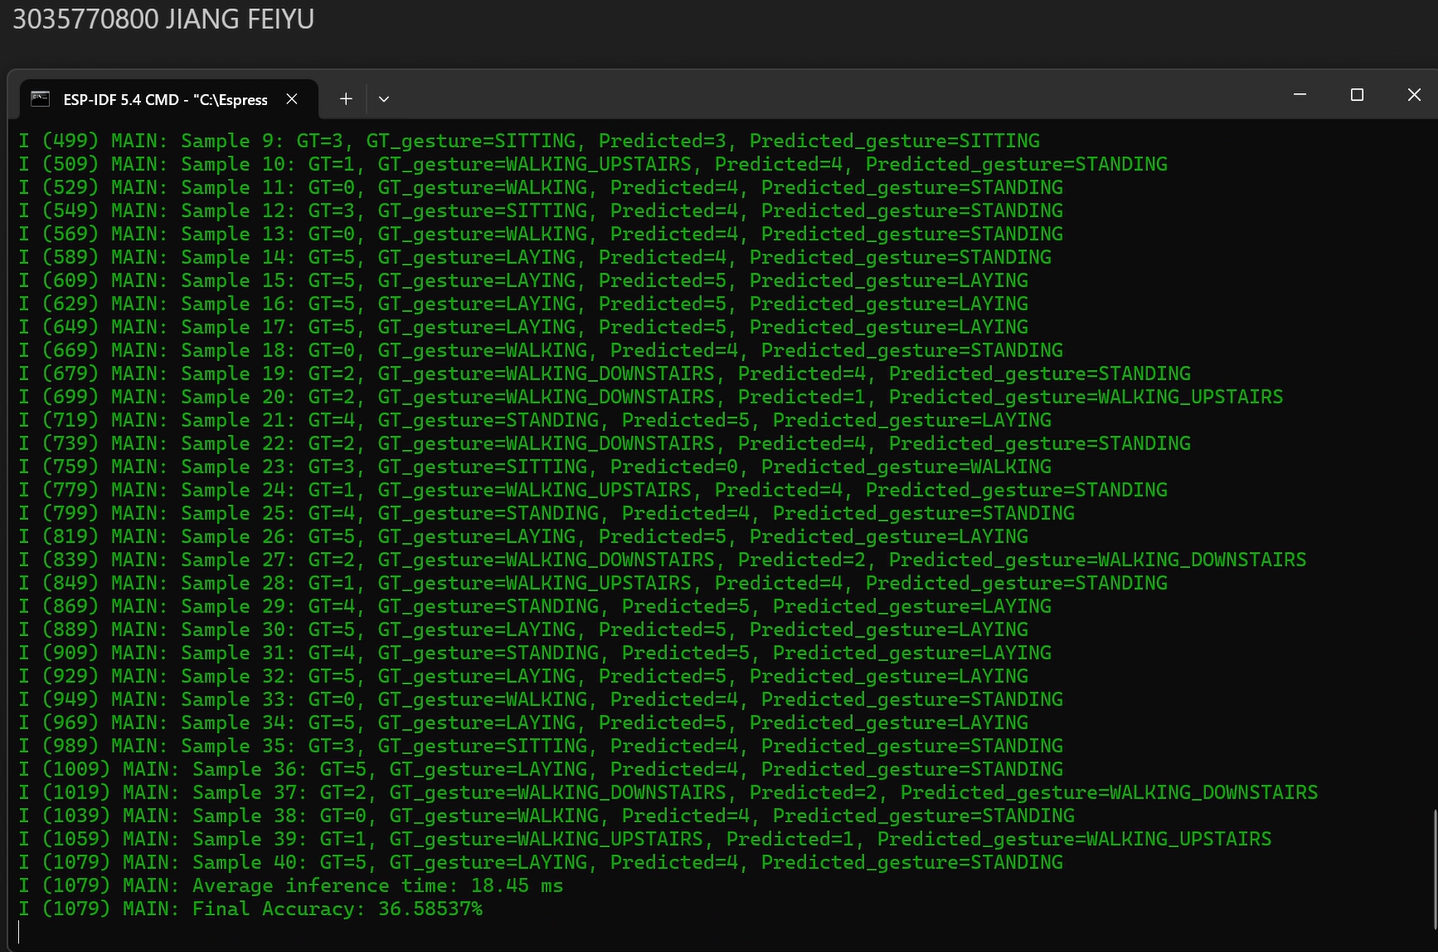 3035770800 JIANG FEIYU
ESP-IDF 5.4 CMD - "C:\Espress
I (499) MAIN: Sample 9: GT=3, GT_gesture=SITTING, Predicted=3, Predicted_gesture=SITTING
I (509) MAIN: Sample 10: GT=1, GT_gesture=WALKING_UPSTAIRS, Predicted=4, Predicted_gesture=STANDING
I (529) MAIN: Sample 11: GT=0, GT_gesture=WALKING, Predicted=4, Predicted_gesture=STANDING
I (549) MAIN: Sample 12: GT=3, GT_gesture=SITTING, Predicted=4, Predicted_gesture=STANDING
I (569) MAIN: Sample 13: GT=0, GT_gesture=WALKING, Predicted=4, Predicted_gesture=STANDING
I (589) MAIN: Sample 14: GT=5, GT_gesture=LAYING, Predicted=4, Predicted_gesture=STANDING
I (609) MAIN: Sample 15: GT=5, GT_gesture=LAYING, Predicted=5, Predicted_gesture=LAYING
I (629) MAIN: Sample 16: GT=5, GT_gesture=LAYING, Predicted=5, Predicted_gesture=LAYING
I (649) MAIN: Sample 17: GT=5, GT_gesture=LAYING, Predicted=5, Predicted_gesture=LAYING
I (669) MAIN: Sample 18: GT=0, GT_gesture=WALKING, Predicted=4, Predicted_gesture=STANDING
I (679) MAIN: Sample 19: GT=2, GT_gesture=WALKING_DOWNSTAIRS, Predicted=4, Predicted_gesture=STANDING
I (699) MAIN: Sample 20: GT=2, GT_gesture=WALKING_DOWNSTAIRS, Predicted=1, Predicted_gesture=WALKING_UPSTAIRS
I (719) MAIN: Sample 21: GT=4, GT_gesture=STANDING, Predicted=5, Predicted_gesture=LAYING
I (739) MAIN: Sample 22: GT=2, GT_gesture=WALKING_DOWNSTAIRS, Predicted=4, Predicted_gesture=STANDING
I (759) MAIN: Sample 23: GT=3, GT_gesture=SITTING, Predicted=0, Predicted_gesture=WALKING
I (779) MAIN: Sample 24: GT=1, GT_gesture=WALKING_UPSTAIRS, Predicted=4, Predicted_gesture=STANDING
I (799) MAIN: Sample 25: GT=4, GT_gesture=STANDING, Predicted=4, Predicted_gesture=STANDING
I (819) MAIN: Sample 26: GT=5, GT_gesture=LAYING, Predicted=5, Predicted_gesture=LAYING
I (839) MAIN: Sample 27: GT=2, GT_gesture=WALKING_DOWNSTAIRS, Predicted=2, Predicted_gesture=WALKING_DOWNSTAIRS
I (849) MAIN: Sample 28: GT=1, GT_gesture=WALKING_UPSTAIRS, Predicted=4, Predicted_gesture=STANDING
I (869) MAIN: Sample 29: GT=4, GT_gesture=STANDING, Predicted=5, Predicted_gesture=LAYING
I (889) MAIN: Sample 30: GT=5, GT_gesture=LAYING, Predicted=5, Predicted_gesture=LAYING
I (909) MAIN: Sample 31: GT=4, GT_gesture=STANDING, Predicted=5, Predicted_gesture=LAYING
I (929) MAIN: Sample 32: GT=5, GT_gesture=LAYING, Predicted=5, Predicted_gesture=LAYING
I (949) MAIN: Sample 33: GT=0, GT_gesture=WALKING, Predicted=4, Predicted_gesture=STANDING
I (969) MAIN: Sample 34: GT=5, GT_gesture=LAYING, Predicted=5, Predicted_gesture=LAYING
I (989) MAIN: Sample 35: GT=3, GT_gesture=SITTING, Predicted=4, Predicted_gesture=STANDING
I (1009) MAIN: Sample 36: GT=5, GT_gesture=LAYING, Predicted=4, Predicted_gesture=STANDING
I (1019) MAIN: Sample 37: GT=2, GT_gesture=WALKING_DOWNSTAIRS, Predicted=2, Predicted_gesture=WALKING_DOWNSTAIRS
I (1039) MAIN: Sample 38: GT=0, GT_gesture=WALKING, Predicted=4, Predicted_gesture=STANDING
I (1059) MAIN: Sample 39: GT=1, GT_gesture=WALKING_UPSTAIRS, Predicted=1, Predicted_gesture=WALKING_UPSTAIRS
I (1079) MAIN: Sample 40: GT=5, GT_gesture=LAYING, Predicted=4, Predicted_gesture=STANDING
I (1079) MAIN: Average inference time: 18.45 ms
I (1079) MAIN: Final Accuracy: 36.58537%